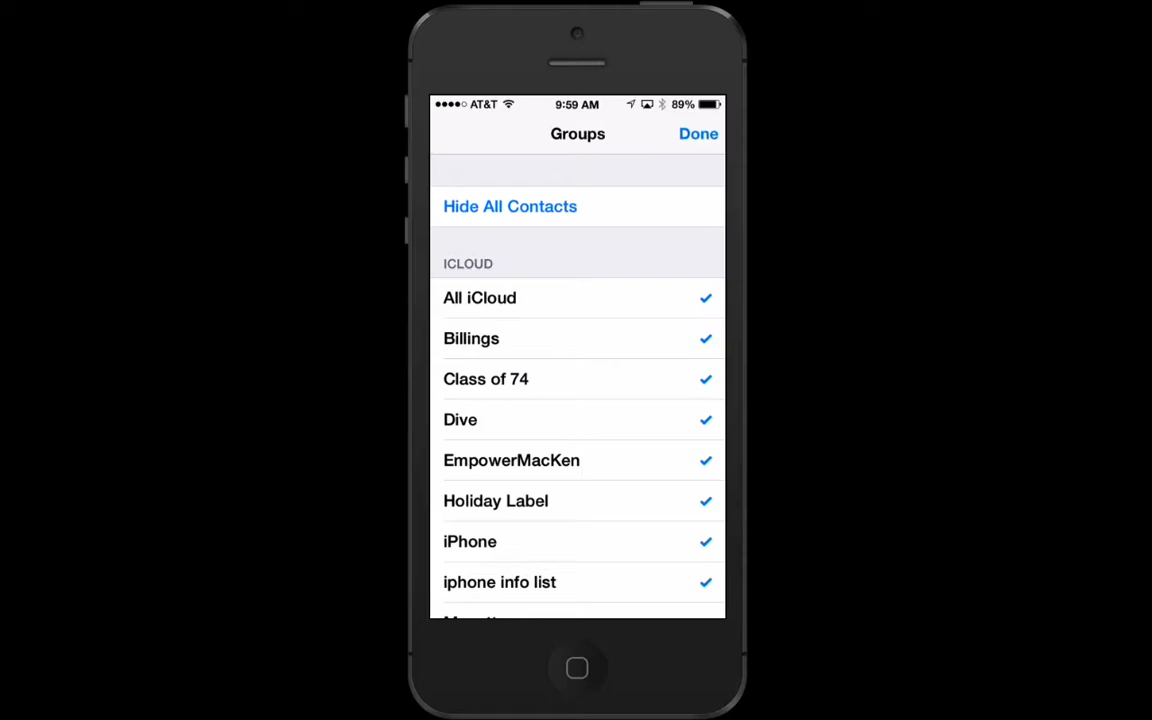 AT&T 9:59 AM 89%
Groups Done
Hide All Contacts
ICLOUD
All iCloud
Billings
Class of 74
Dive
EmpowerMacKen
Holiday Label
iPhone
iphone info list